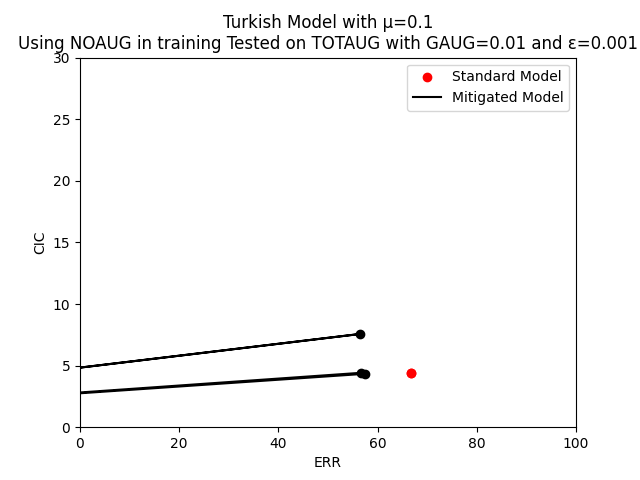 Turkish Model with μ=0.1
Using NOAUG in training Tested on TOTAUG with GAUG=0.01 and ε=0.001
Standard Model
Mitigated Model
30
25
20
15
10
5
0
CIC
0 20 40 60 80 100
ERR